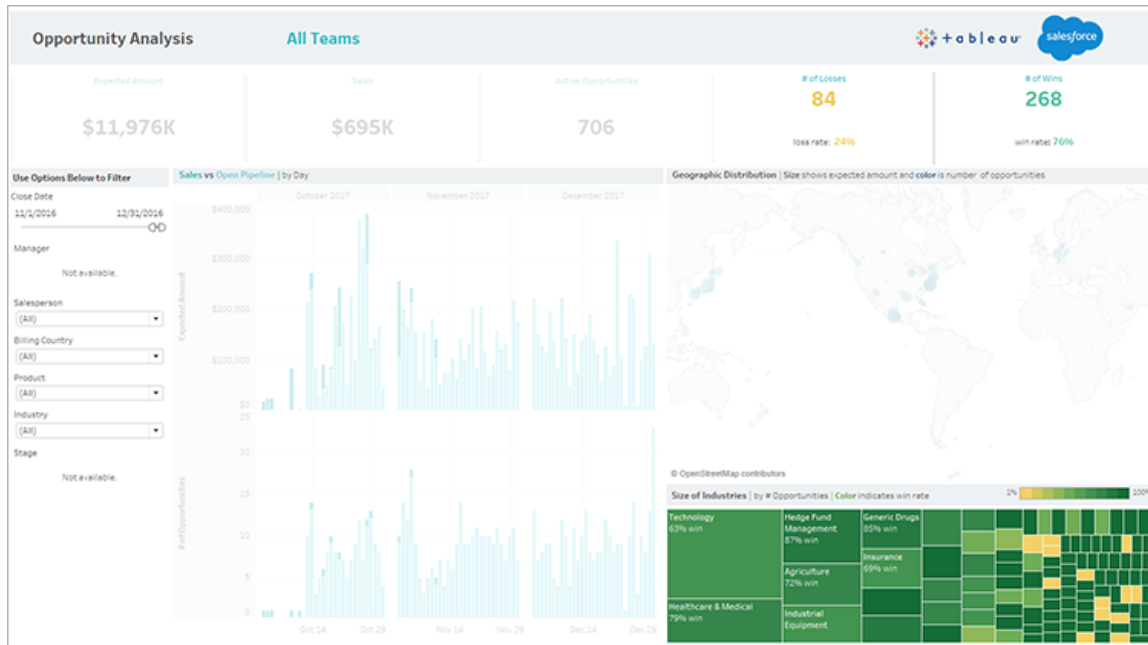 Opportunity Analysis
All Teams
+ a b l e a u
salesforce
Expected Amount
$11,976K
Sales
$695K
Active Opportunities
706
# of Losses
84
loss rate: 24%
# of Wins
268
win rate: 76%
Use Options Below to Filter
Close Date
11/1/2016 12/31/2016
Manager
Not available.
Salesperson
(All)
Billing Country
(All)
Product
(All)
Industry
(All)
Stage
Not available.
Sales vs Open Pipeline | by Day
October 2017 November 2017 December 2017
Expected Amount
$400,000
$300,000
$200,000
$100,000
$0
# of Opportunities
25
20
15
10
5
0
Oct 14 Oct 29 Nov 14 Nov 29 Dec 14 Dec 29
Geographic Distribution | Size shows expected amount and color is number of opportunities
© OpenStreetMap contributors
Size of Industries | by # Opportunities | Color indicates win rate
1% 100%
Technology
63% win
Healthcare & Medical
79% win
Hedge Fund
Management
87% win
Agriculture
72% win
Industrial
Equipment
Generic Drugs
85% win
Insurance
69% win